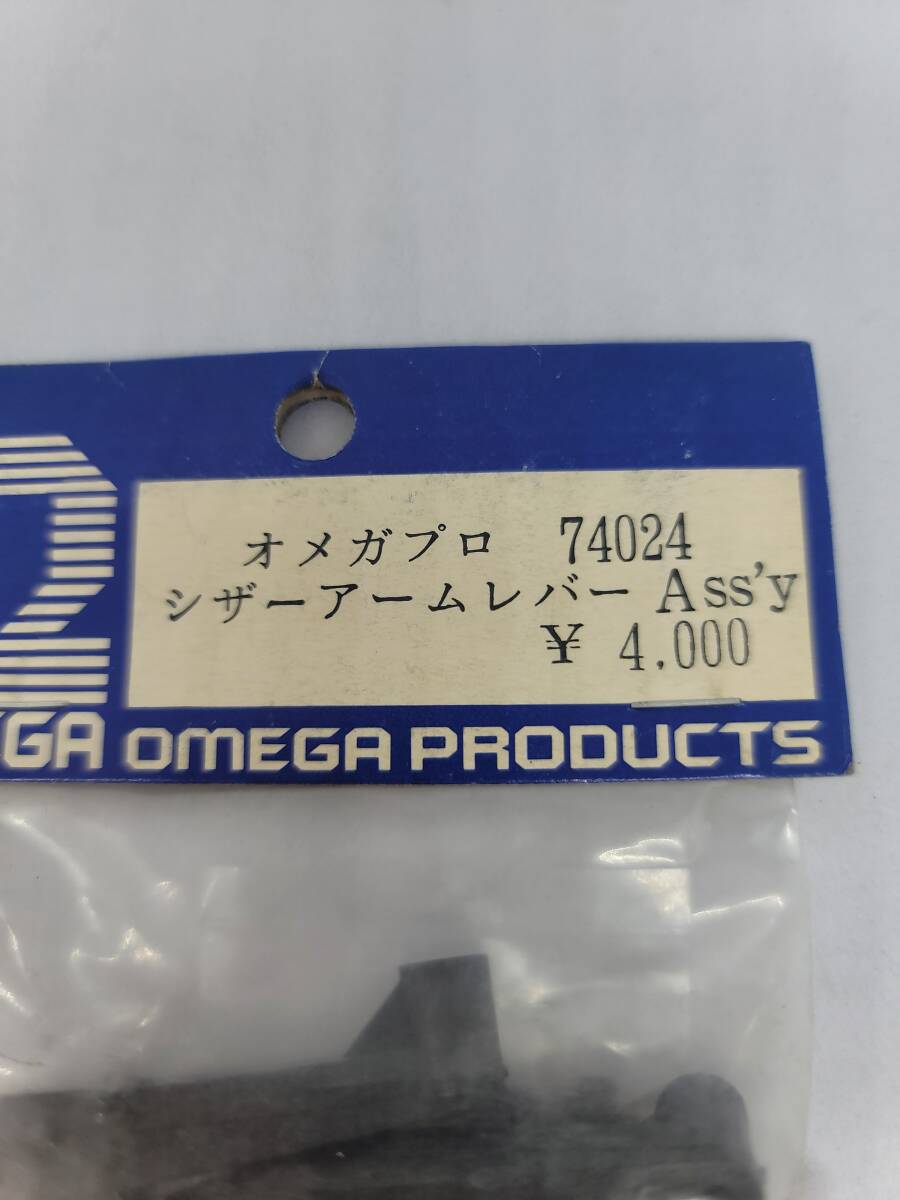 オメガプロ 74024
シザーアームレバー Ass'y
¥ 4.000
EGA OMEGA PRODUCTS